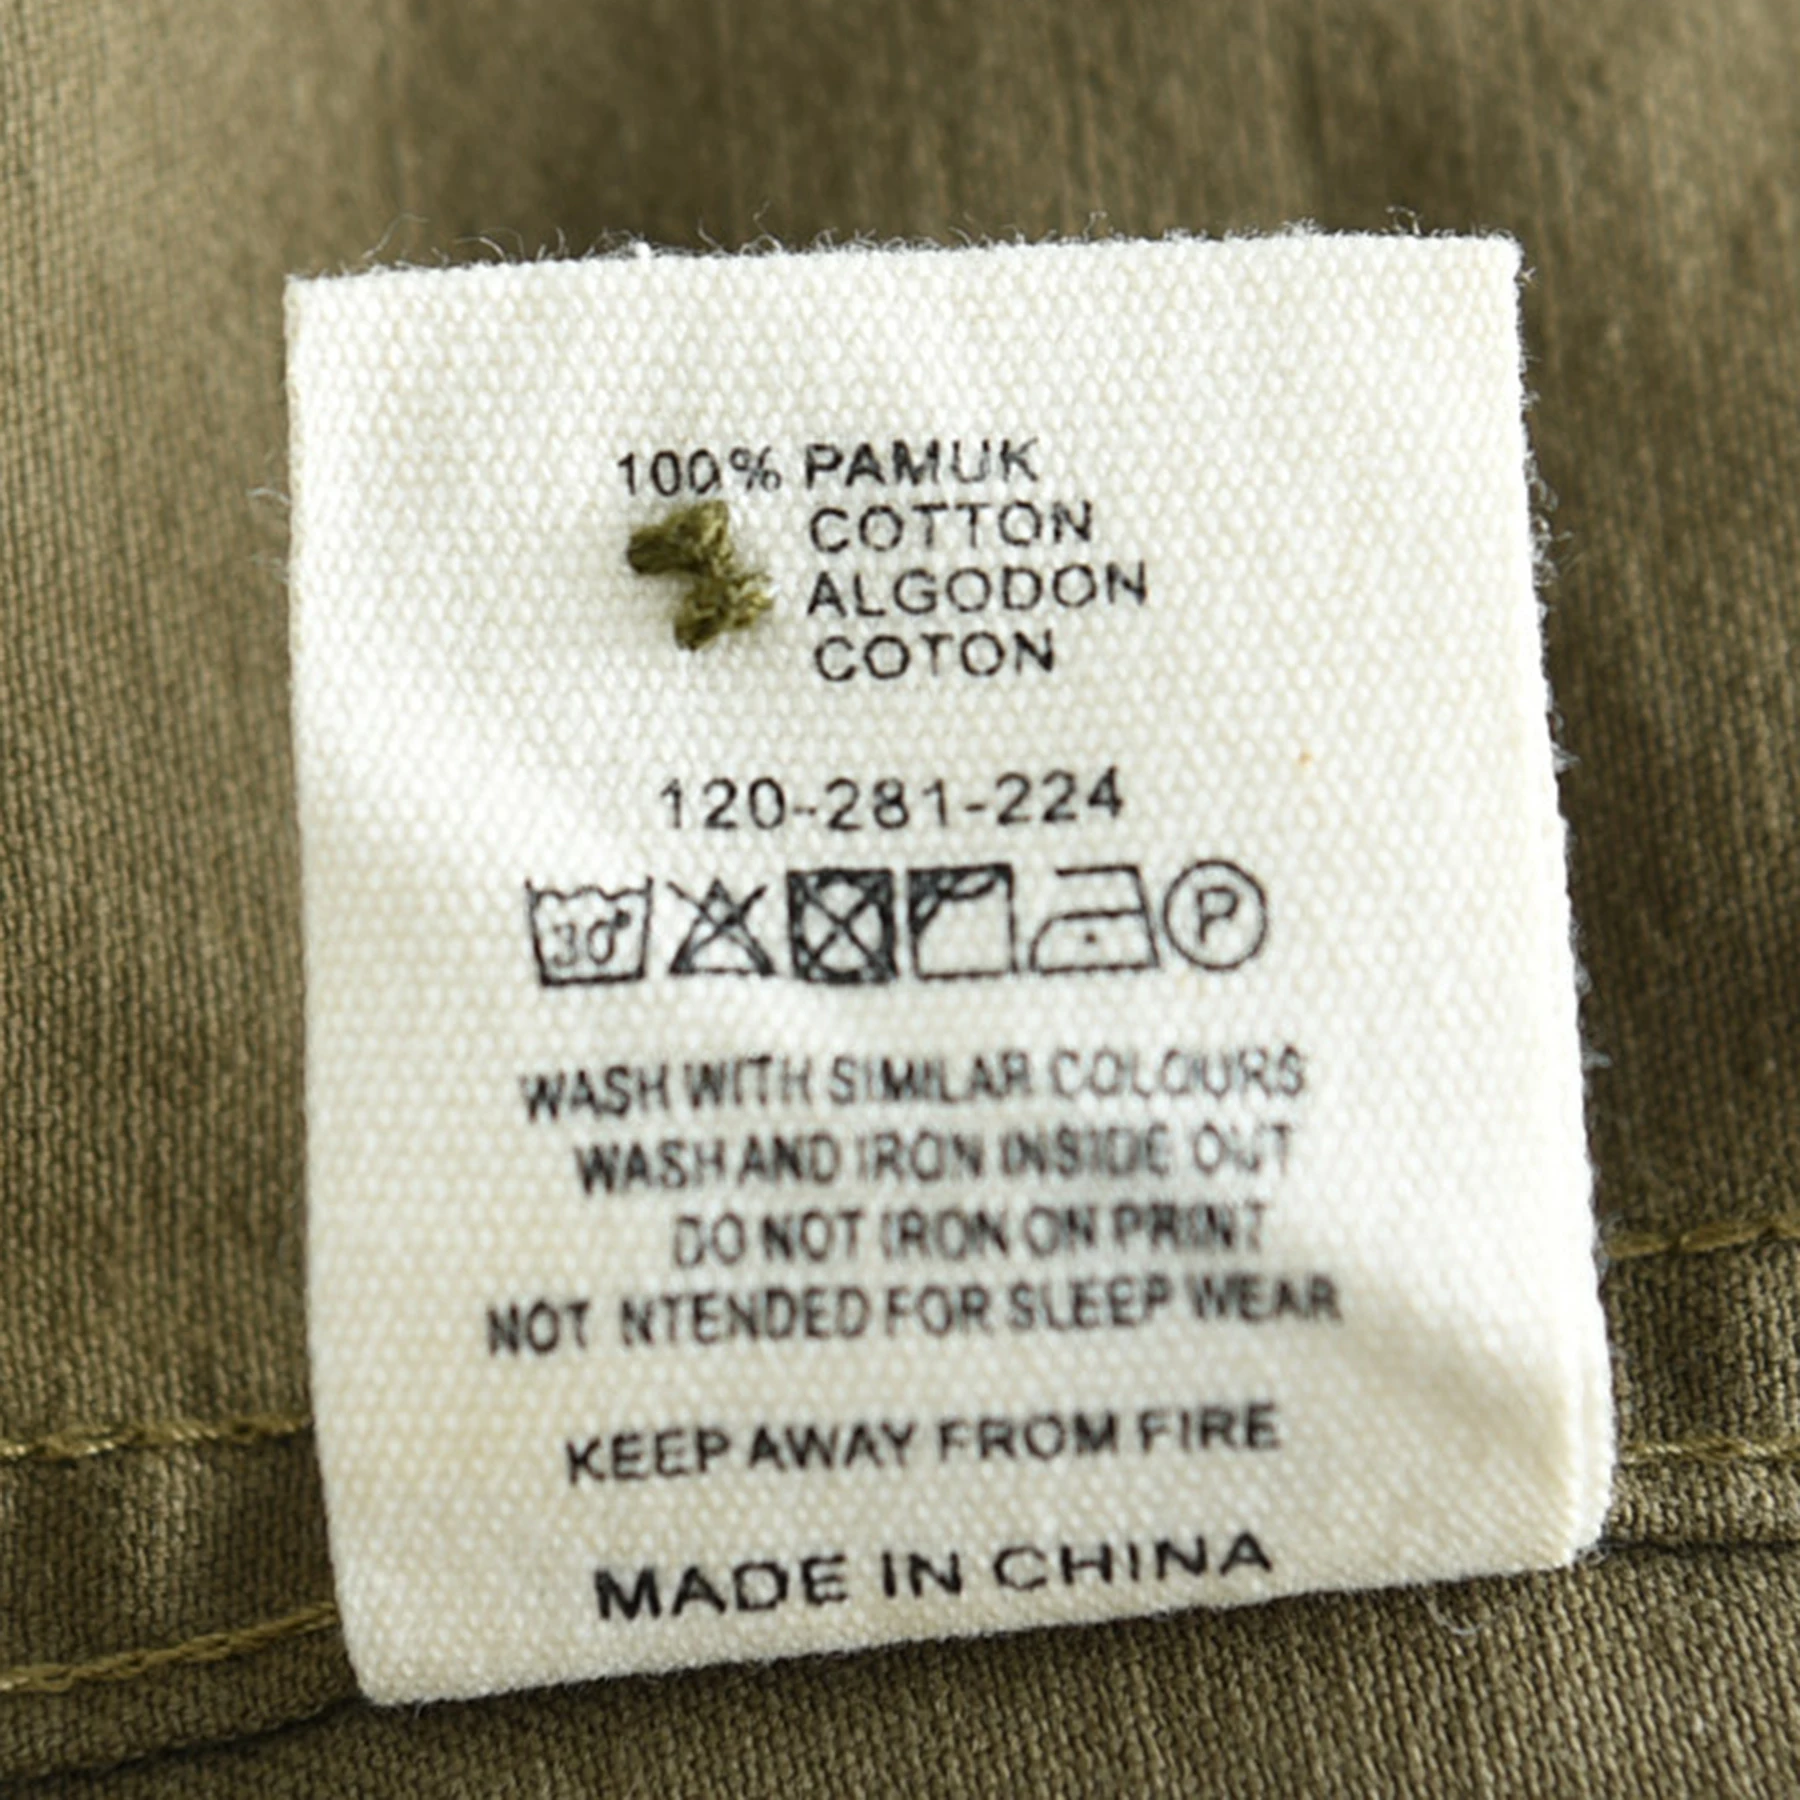 100% PAMUK
COTTON
ALGODON
COTON
120-281-224
30°
P
WASH WITH SIMILAR COLOURS
WASH AND IRON INSIDE OUT
DO NOT IRON ON PRINT
NOT INTENDED FOR SLEEP WEAR
KEEP AWAY FROM FIRE
MADE IN CHINA